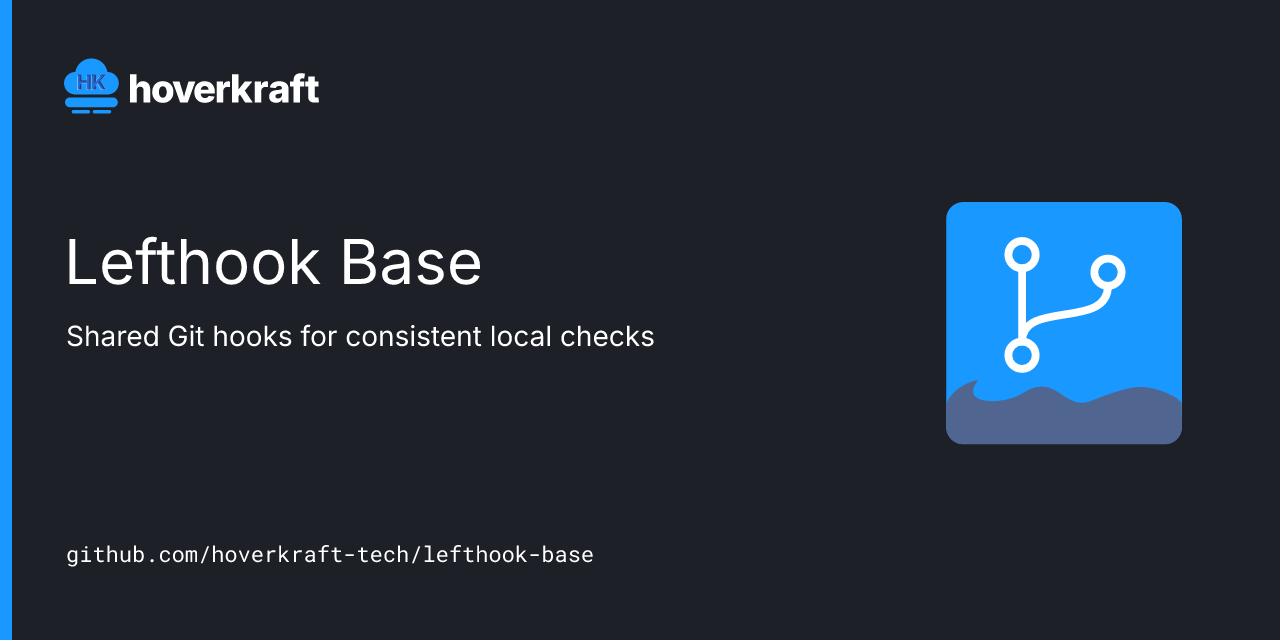 HK
hoverkraft
Lefthook Base
Shared Git hooks for consistent local checks
github.com/hoverkraft-tech/lefthook-base